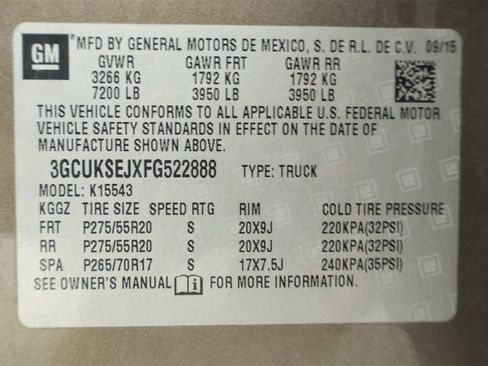 GM MFD BY GENERAL MOTORS DE MEXICO, S. DE R.L. DE C.V. 09/15
GVWR GAWR FRT GAWR RR
3266 KG 1792 KG 1792 KG
7200 LB 3950 LB 3950 LB
THIS VEHICLE CONFORMS TO ALL APPLICABLE U.S. FEDERAL MOTOR
VEHICLE SAFETY STANDARDS IN EFFECT ON THE DATE OF
MANUFACTURE SHOWN ABOVE.
3GCUKSEJXFG522888 TYPE: TRUCK
MODEL: K15543
KGGZ TIRE SIZE SPEED RTG RIM COLD TIRE PRESSURE
FRT P275/55R20 S 20X9J 220KPA(32PSI)
RR P275/55R20 S 20X9J 220KPA(32PSI)
SPA P265/70R17 S 17X7.5J 240KPA(35PSI)
SEE OWNER'S MANUAL FOR MORE INFORMATION.